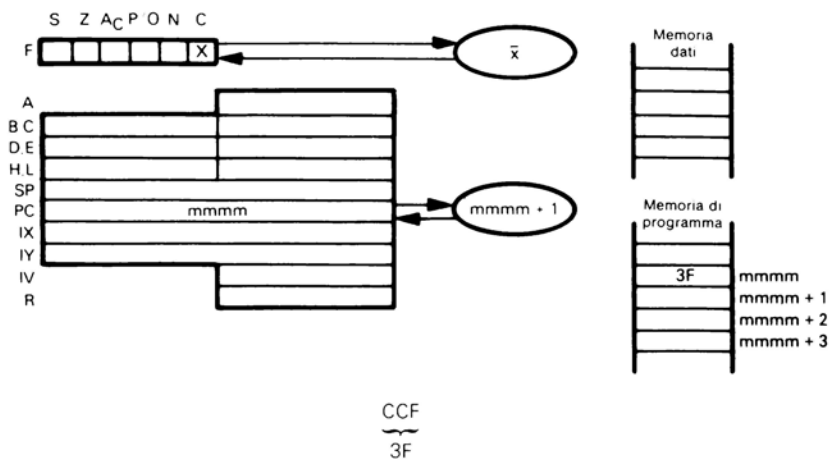 S Z AC P/O N C
F X x̄
A
B.C
D.E
H.L
SP
PC mmmm mmmm + 1
IX
IY
IV
R
Memoria
dati
Memoria di
programma
3F mmmm
mmmm + 1
mmmm + 2
mmmm + 3
CCF
3F